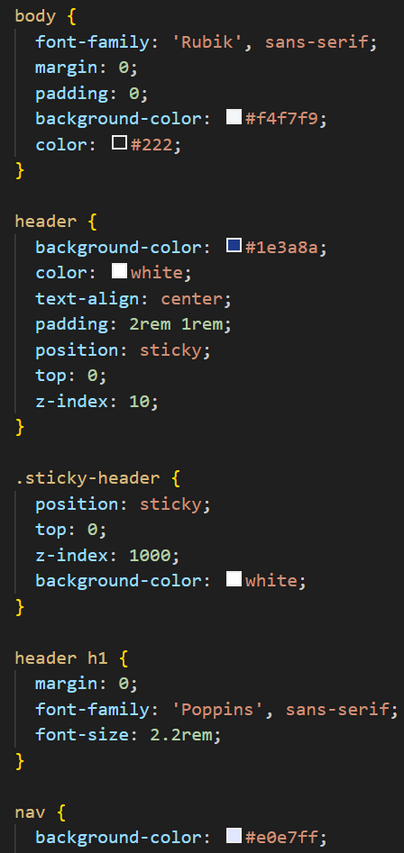 body {
font-family: 'Rubik', sans-serif;
margin: 0;
padding: 0;
background-color: #f4f7f9;
color: #222;
}
header {
background-color: #1e3a8a;
color: white;
text-align: center;
padding: 2rem 1rem;
position: sticky;
top: 0;
z-index: 10;
}
.sticky-header {
position: sticky;
top: 0;
z-index: 1000;
background-color: white;
}
header h1 {
margin: 0;
font-family: 'Poppins', sans-serif;
font-size: 2.2rem;
}
nav {
background-color: #e0e7ff;